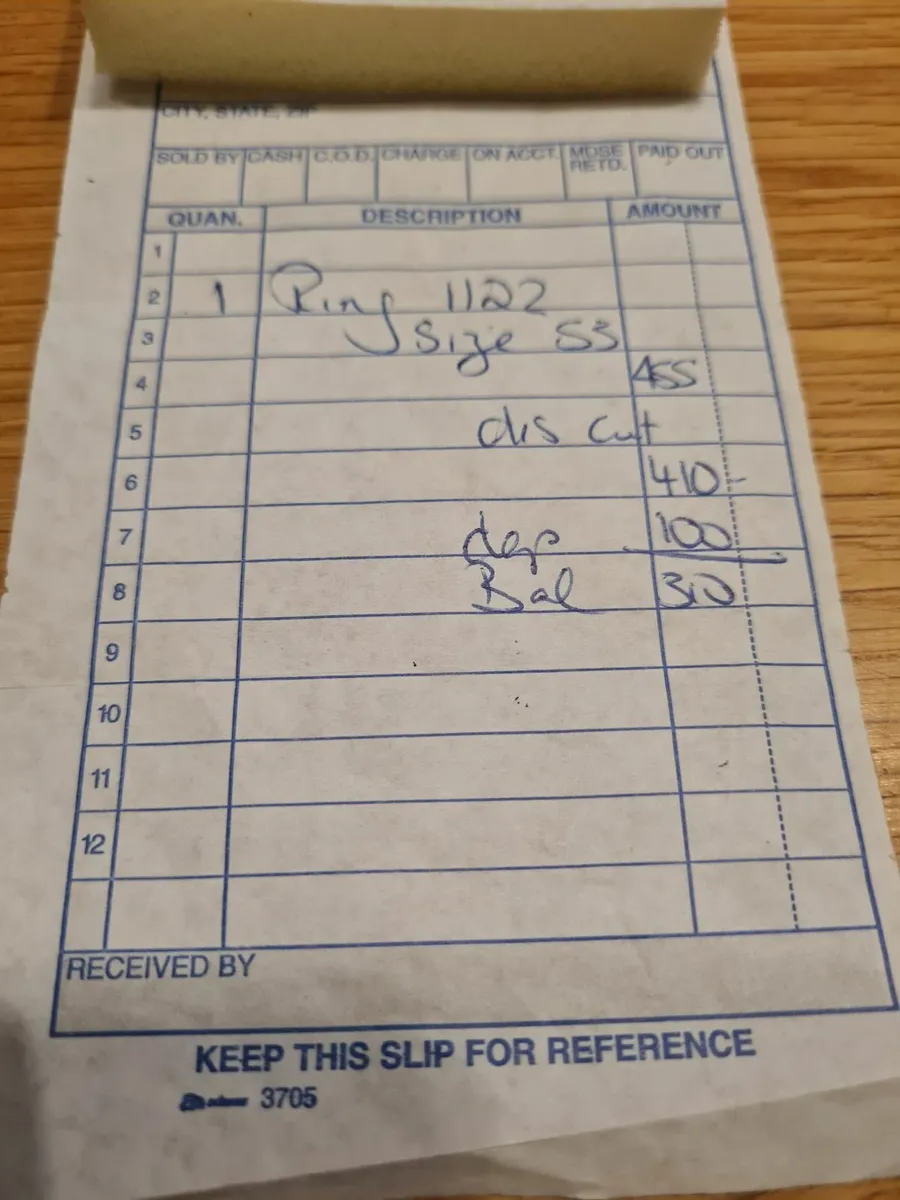 CITY, STATE, ZIP
SOLD BY CASH C.O.D. CHARGE ON ACCT. MDSE RETD. PAID OUT
QUAN. DESCRIPTION AMOUNT
1
2 1 Ring 1122
3 Size 53
4 455
5 dis cut
6 410-
7 dep 100
8 Bal 310
9
10
11
12
RECEIVED BY
KEEP THIS SLIP FOR REFERENCE
3705